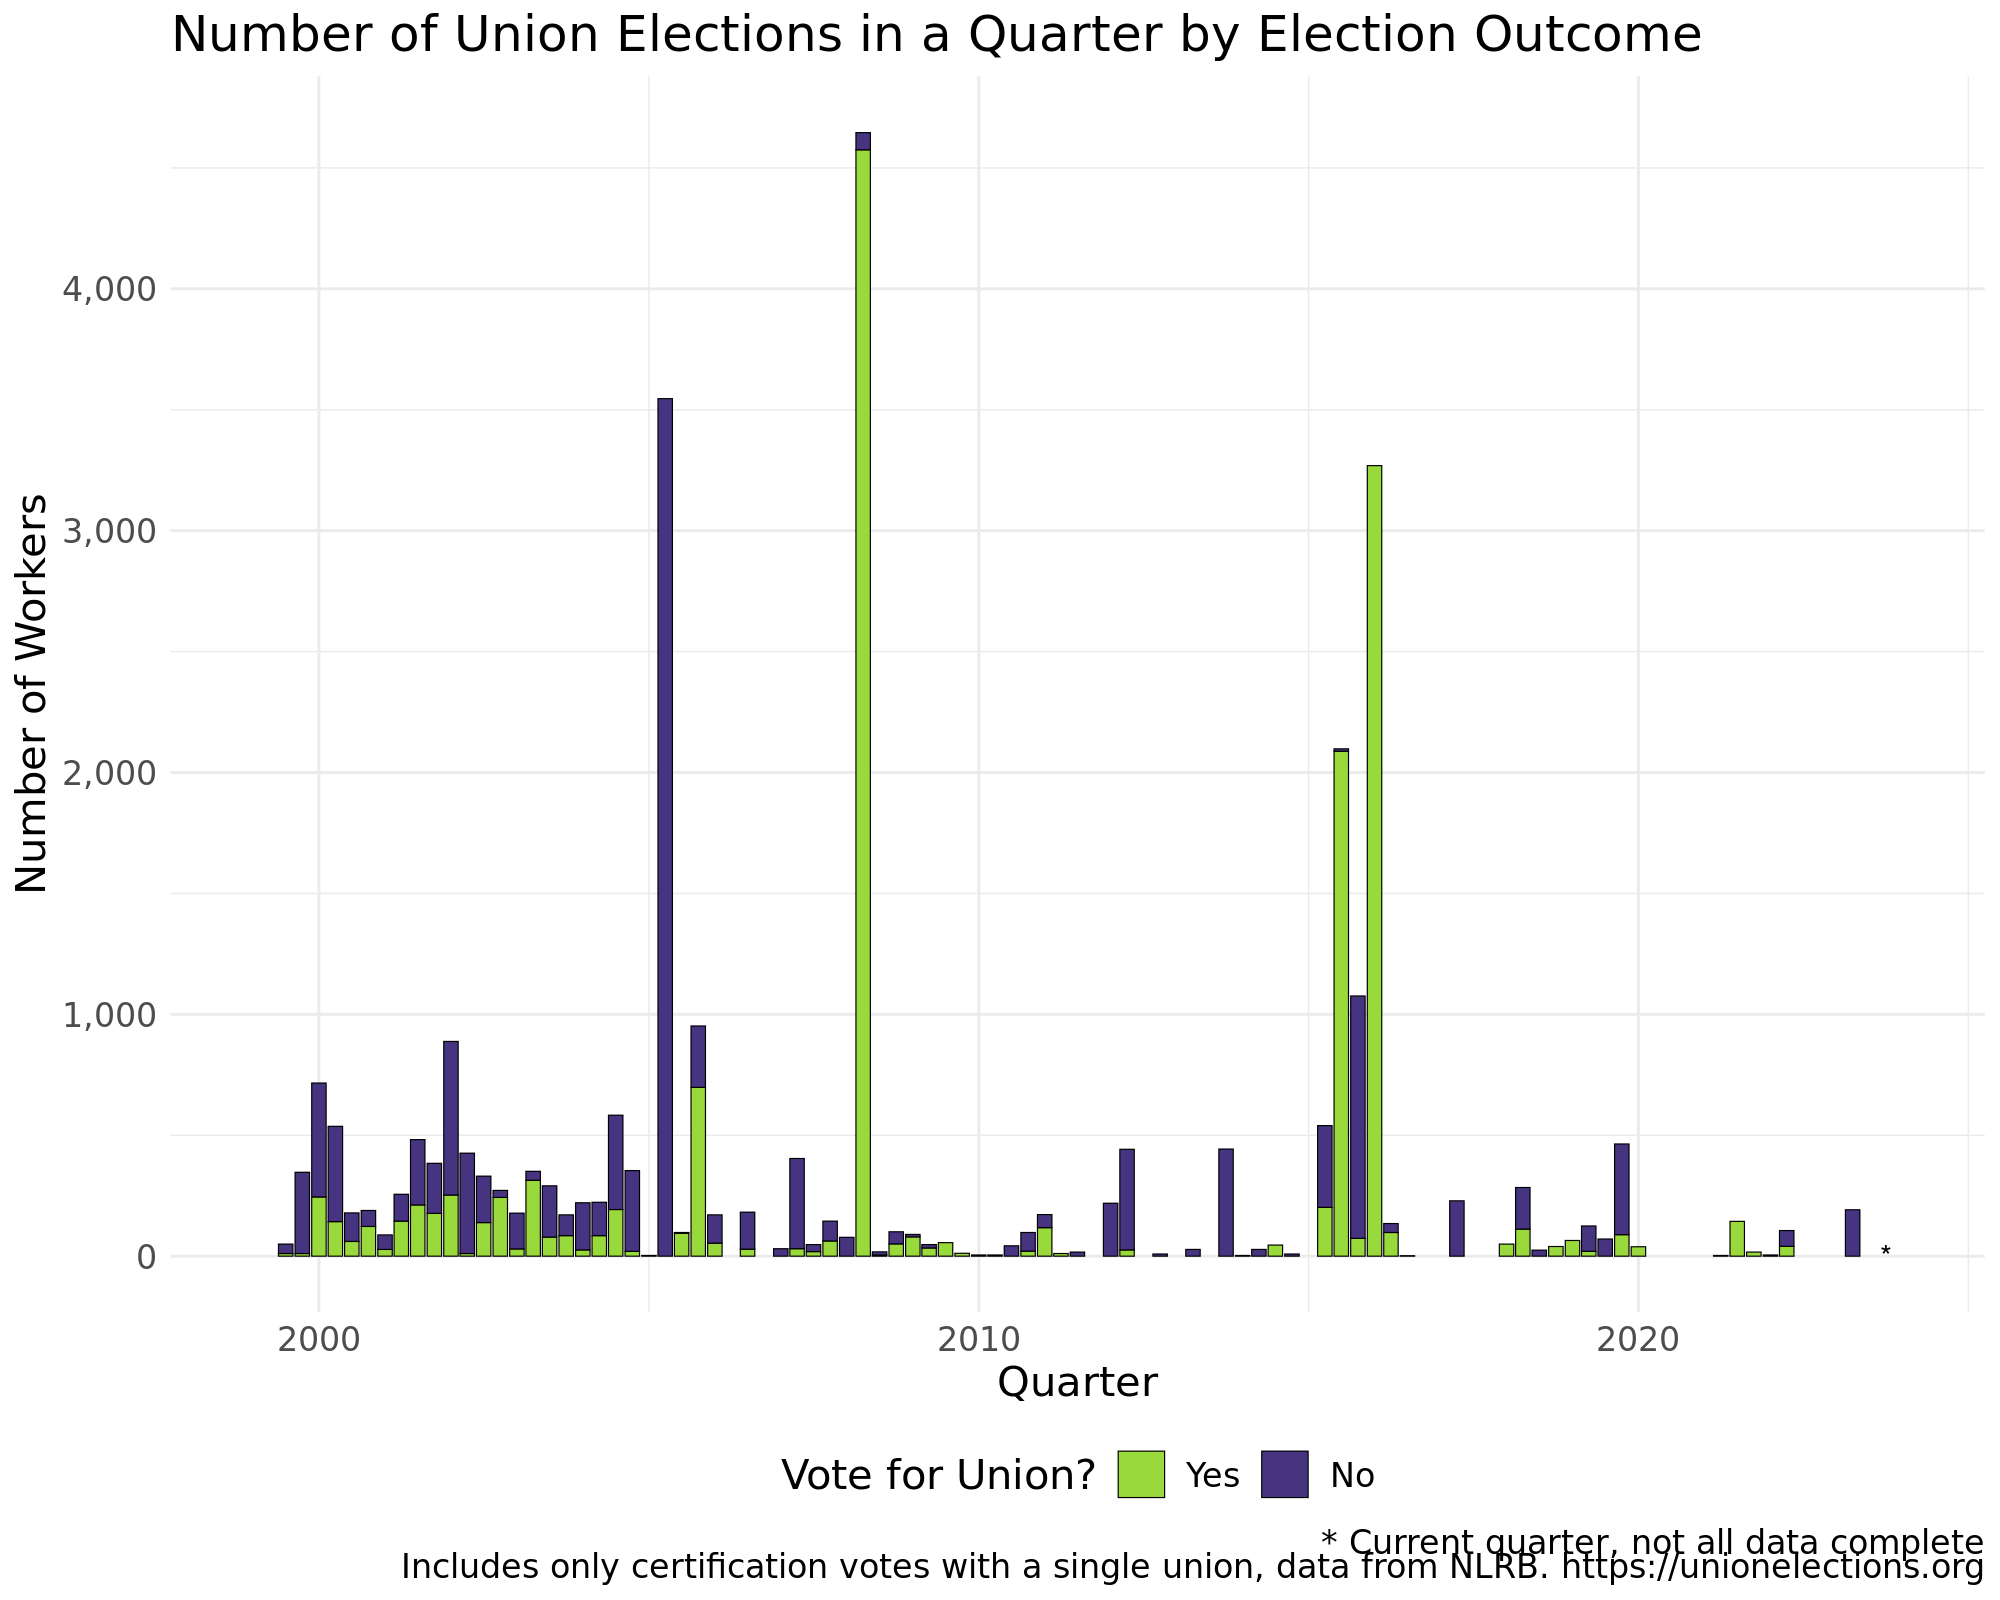 Number of Union Elections in a Quarter by Election Outcome
Number of Workers
4,000
3,000
2,000
1,000
0
*
2000 2010 2020
Quarter
Vote for Union? Yes No
* Current quarter, not all data complete
Includes only certification votes with a single union, data from NLRB. https://unionelections.org